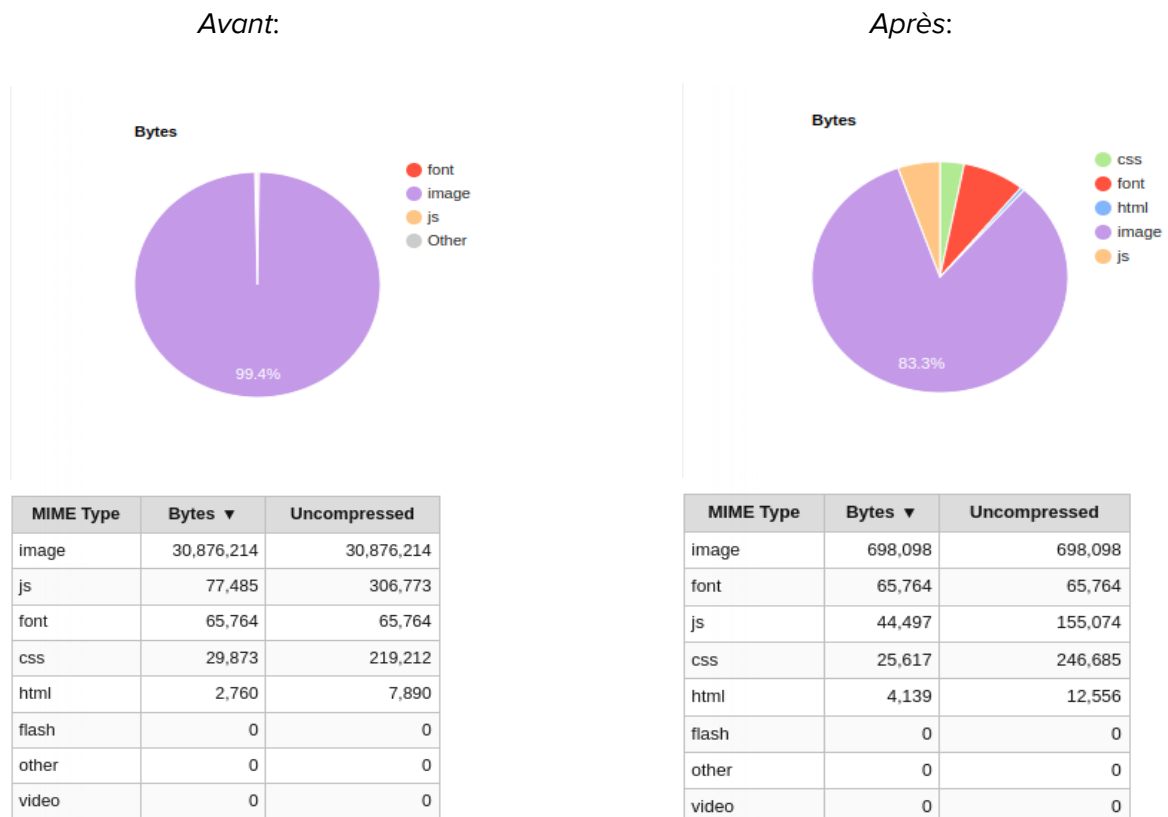 Avant:
Après:
Bytes
font
image
js
Other
99.4%
Bytes
css
font
html
image
js
83.3%
MIME Type Bytes ▼ Uncompressed
image 30,876,214 30,876,214
js 77,485 306,773
font 65,764 65,764
css 29,873 219,212
html 2,760 7,890
flash 0 0
other 0 0
video 0 0
MIME Type Bytes ▼ Uncompressed
image 698,098 698,098
font 65,764 65,764
js 44,497 155,074
css 25,617 246,685
html 4,139 12,556
flash 0 0
other 0 0
video 0 0